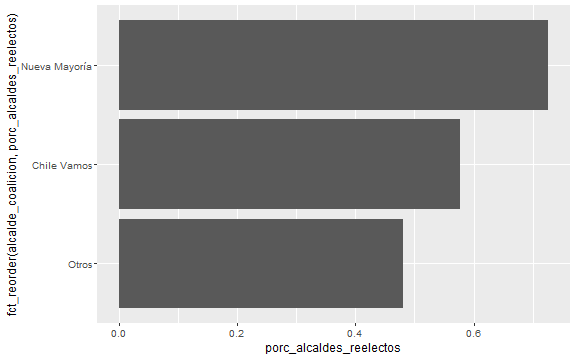 fct_reorder(alcalde_coalicion, porc_alcaldes_reelectos)
Nueva Mayoría
Chile Vamos
Otros
0.0 0.2 0.4 0.6
porc_alcaldes_reelectos